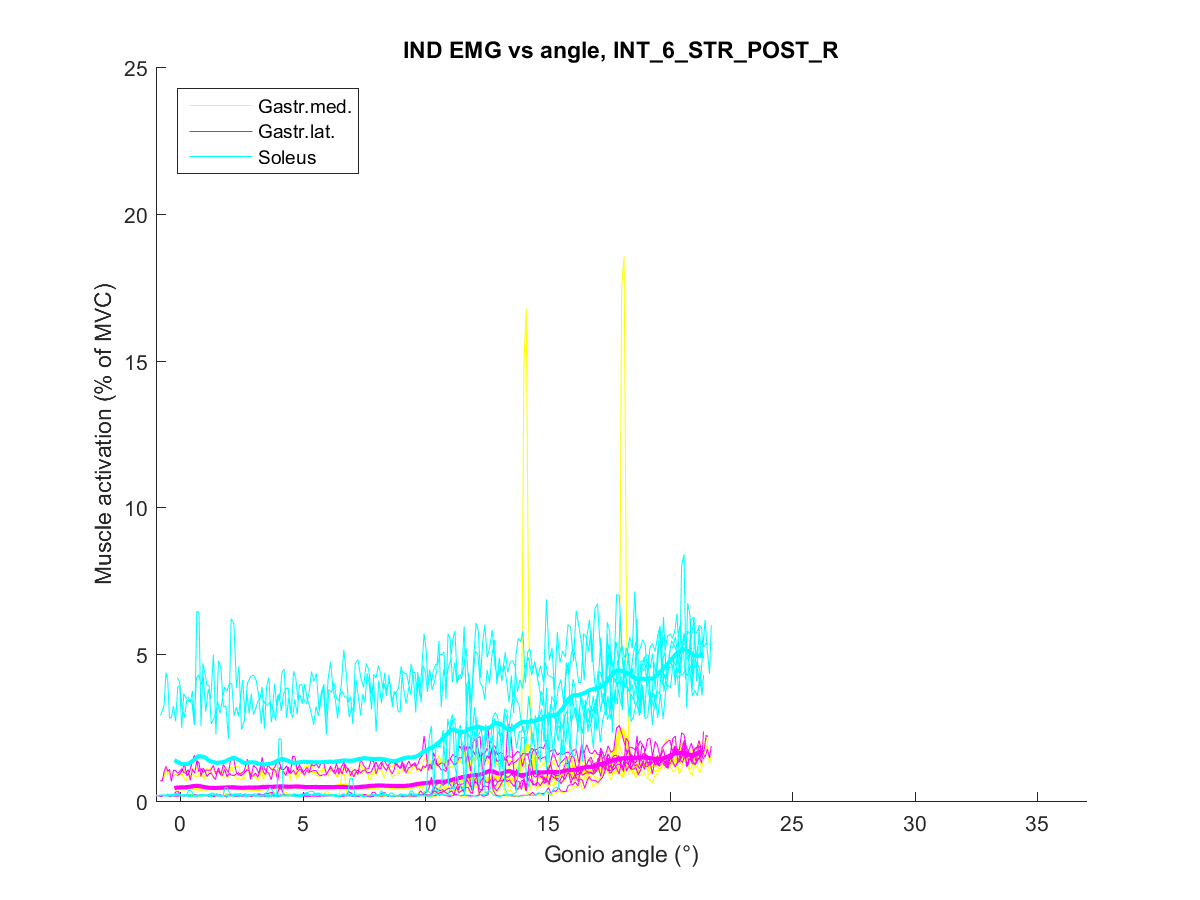 IND EMG vs angle, INT_6_STR_POST_R
25
20
15
10
5
0
Muscle activation (% of MVC)
Gastr.med.
Gastr.lat.
Soleus
0 5 10 15 20 25 30 35
Gonio angle (°)